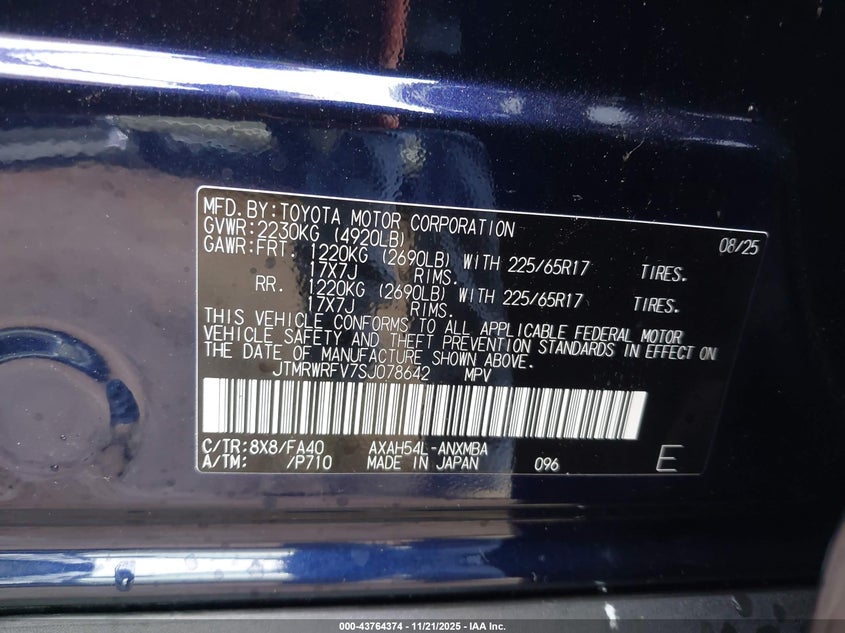 MFD. BY: TOYOTA MOTOR CORPORATION 08/25
GVWR: 2230KG (4920LB)
GAWR: FRT. 1220KG (2690LB) WITH 225/65R17 TIRES.
17X7J RIMS.
RR. 1220KG (2690LB) WITH 225/65R17 TIRES.
17X7J RIMS.
THIS VEHICLE CONFORMS TO ALL APPLICABLE FEDERAL MOTOR
VEHICLE SAFETY AND THEFT PREVENTION STANDARDS IN EFFECT ON
THE DATE OF MANUFACTURE SHOWN ABOVE.
JTMRWRFV7SJ078642 MPV
C/TR: 8X8/FA40 AXAH54L-ANXMBA
A/TM: /P710 MADE IN JAPAN 096 E
000-43764374 - 11/21/2025 - IAA Inc.